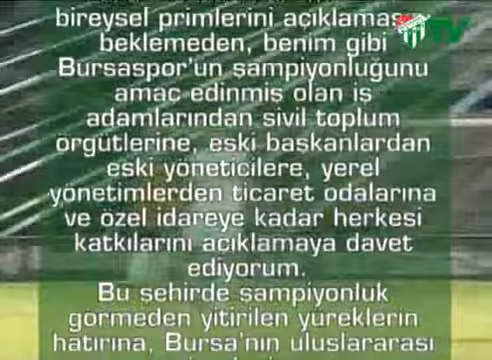 bireysel primlerini açıklaması
beklemeden, benim gibi
Bursaspor'un şampiyonluğunu
amaç edinmiş olan iş
adamlarından sivil toplum
örgütlerine, eski başkanlardan
eski yöneticilere, yerel
yönetimlerden ticaret odalarına
ve özel idareye kadar herkesi
katkılarını açıklamaya davet
ediyorum.
Bu şehirde şampiyonluk
görmeden yitirilen yüreklerin
hatırına, Bursa'nın uluslararası
TV